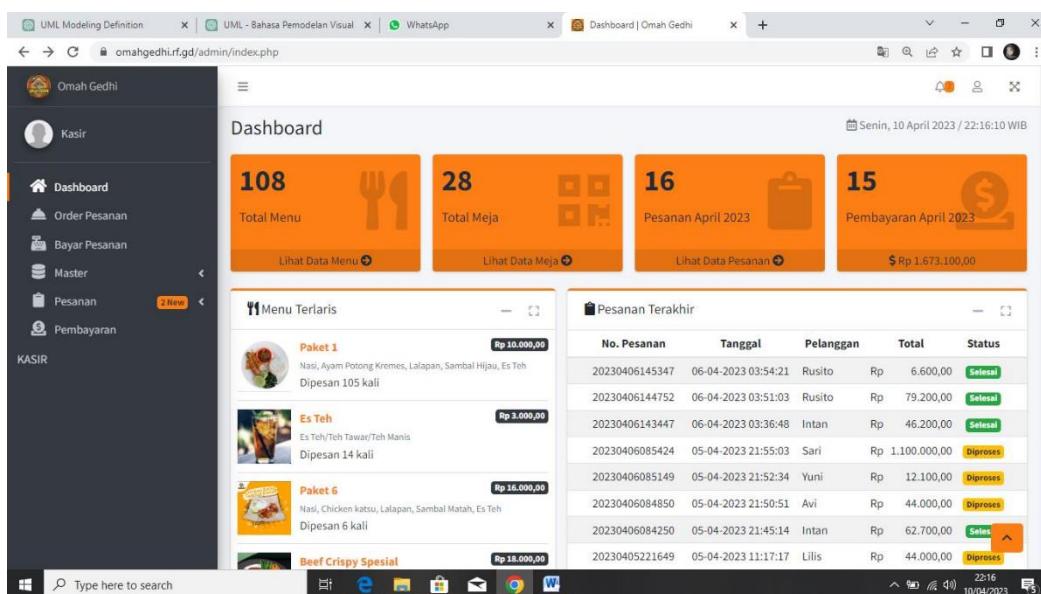 UML Modeling Definition
UML - Bahasa Pemodelan Visual
WhatsApp
Dashboard | Omah Gedhi
omahgedhi.rf.gd/admin/index.php
Omah Gedhi
Kasir
Dashboard
Order Pesanan
Bayar Pesanan
Master
Pesanan 2 New
Pembayaran
KASIR
Dashboard
Senin, 10 April 2023 / 22:16:10 WIB
108
Total Menu
Lihat Data Menu
28
Total Meja
Lihat Data Meja
16
Pesanan April 2023
Lihat Data Pesanan
15
Pembayaran April 2023
$ Rp 1.673.100,00
Menu Terlaris
Paket 1 Rp 10.000,00
Nasi, Ayam Potong Kremes, Lalapan, Sambal Hijau, Es Teh
Dipesan 105 kali
Es Teh Rp 3.000,00
Es Teh/Teh Tawar/Teh Manis
Dipesan 14 kali
Paket 6 Rp 16.000,00
Nasi, Chicken katsu, Lalapan, Sambal Matah, Es Teh
Dipesan 6 kali
Beef Crispy Spesial Rp 18.000,00
Pesanan Terakhir
No. Pesanan Tanggal Pelanggan Total Status
20230406145347 06-04-2023 03:54:21 Rusito Rp 6.600,00 Selesai
20230406144752 06-04-2023 03:51:03 Rusito Rp 79.200,00 Selesai
20230406143447 06-04-2023 03:36:48 Intan Rp 46.200,00 Selesai
20230406085424 05-04-2023 21:55:03 Sari Rp 1.100.000,00 Diproses
20230406085149 05-04-2023 21:52:34 Yuni Rp 12.100,00 Diproses
20230406084850 05-04-2023 21:50:51 Avi Rp 44.000,00 Diproses
20230406084250 05-04-2023 21:45:14 Intan Rp 62.700,00 Seles
20230405221649 05-04-2023 11:17:17 Lilis Rp 44.000,00 Diproses
Type here to search
22:16
10/04/2023